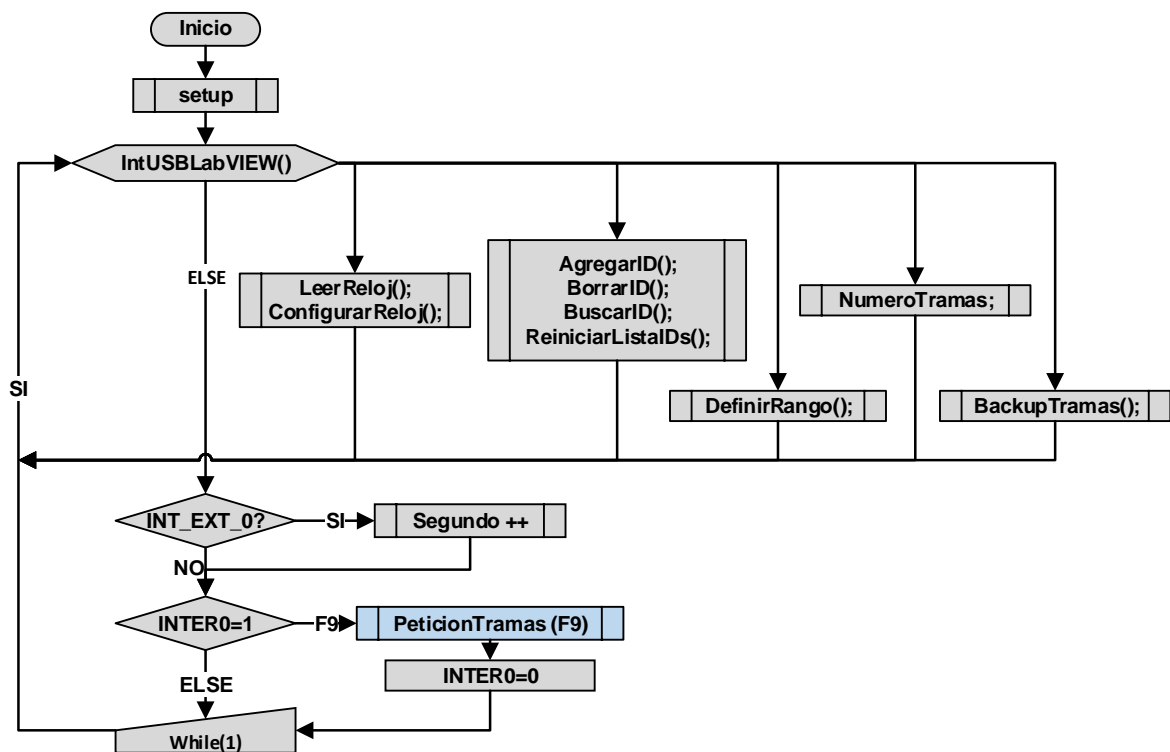 Inicio
setup
IntUSBLabVIEW()
ELSE
LeerReloj();
ConfigurarReloj();
AgregarID();
BorrarID();
BuscarID();
ReiniciarListaIDs();
NumeroTramas;
DefinirRango();
BackupTramas();
SI
INT_EXT_0?
SI
Segundo ++
NO
INTER0=1
F9
PeticionTramas (F9)
INTER0=0
ELSE
While(1)